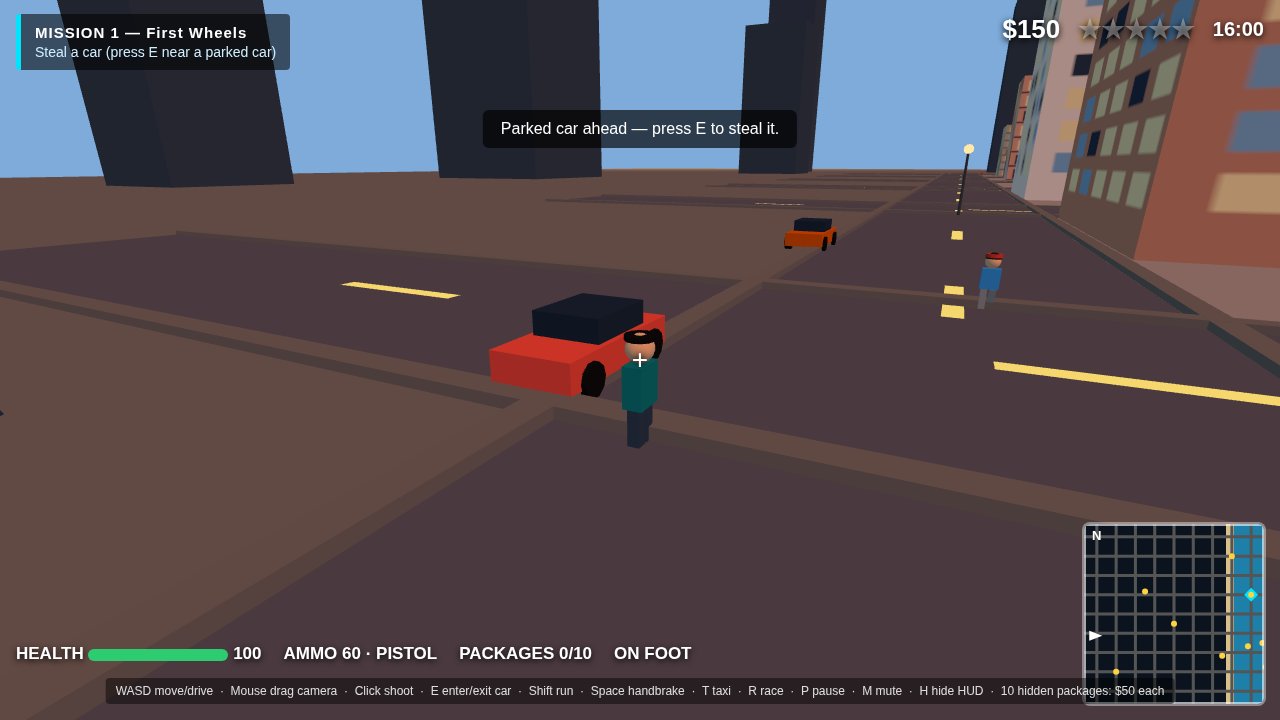 MISSION 1 — First Wheels
Steal a car (press E near a parked car)
$150 ★★★★★ 16:00
Parked car ahead — press E to steal it.
N
HEALTH 100 AMMO 60 · PISTOL PACKAGES 0/10 ON FOOT
WASD move/drive · Mouse drag camera · Click shoot · E enter/exit car · Shift run · Space handbrake · T taxi · R race · P pause · M mute · H hide HUD · 10 hidden packages: $50 each